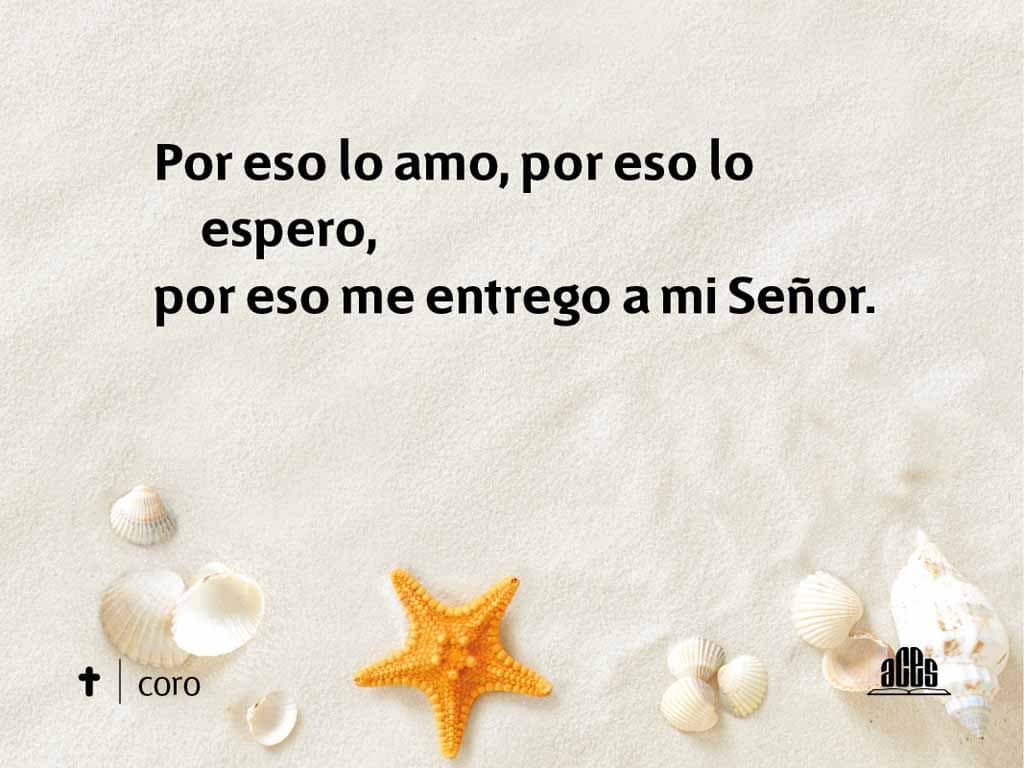 Por eso lo amo, por eso lo
espero,
por eso me entrego a mi Señor.
coro
aces